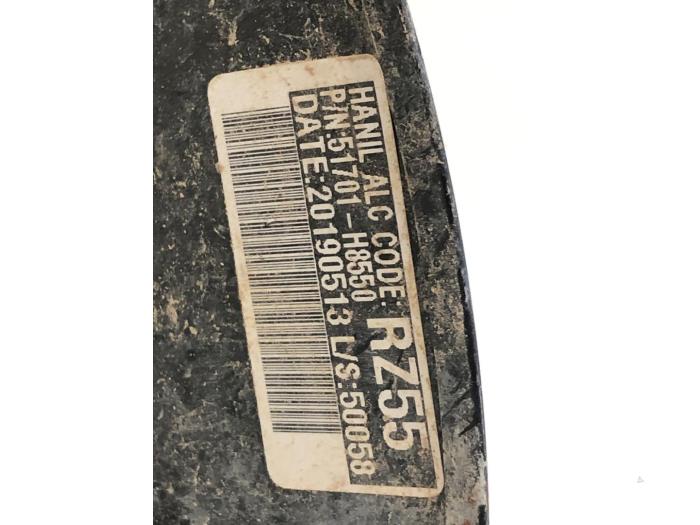 HANIL ALC CODE: RZ55
P/N:51701-H8550
DATE:20190513 L/S:50058